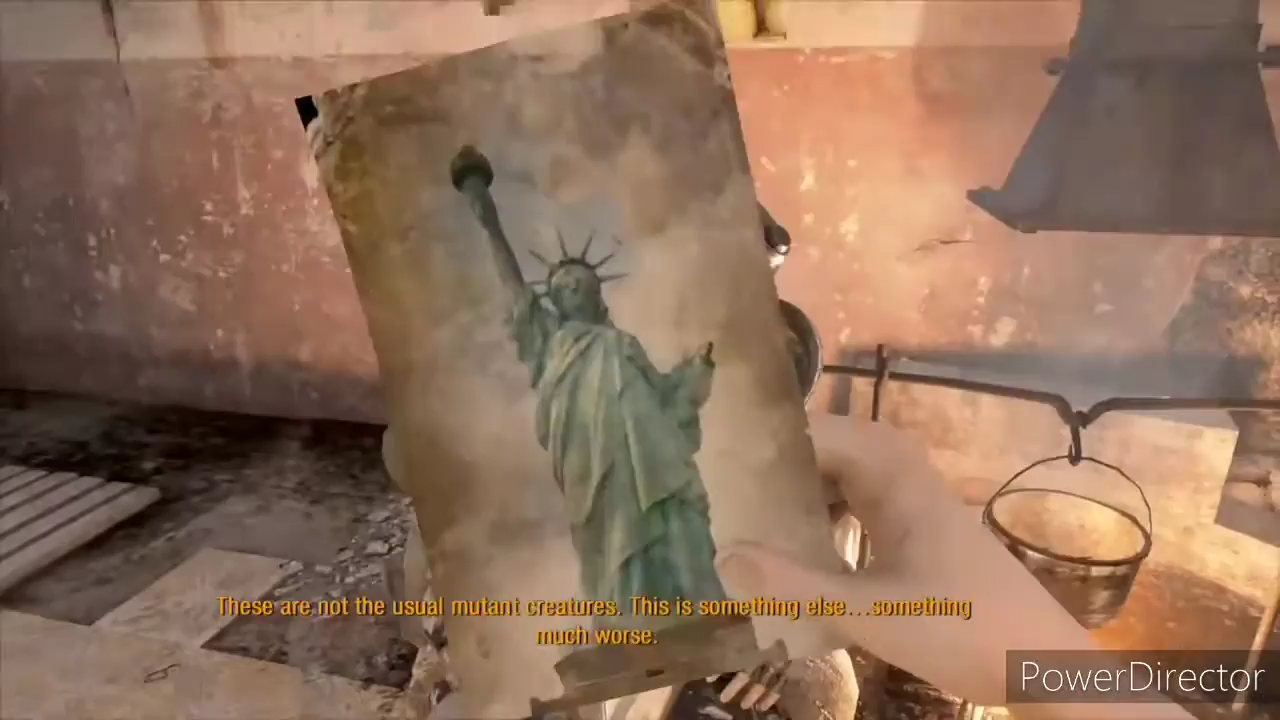 These are not the usual mutant creatures. This is something else...something
much worse.
PowerDirector